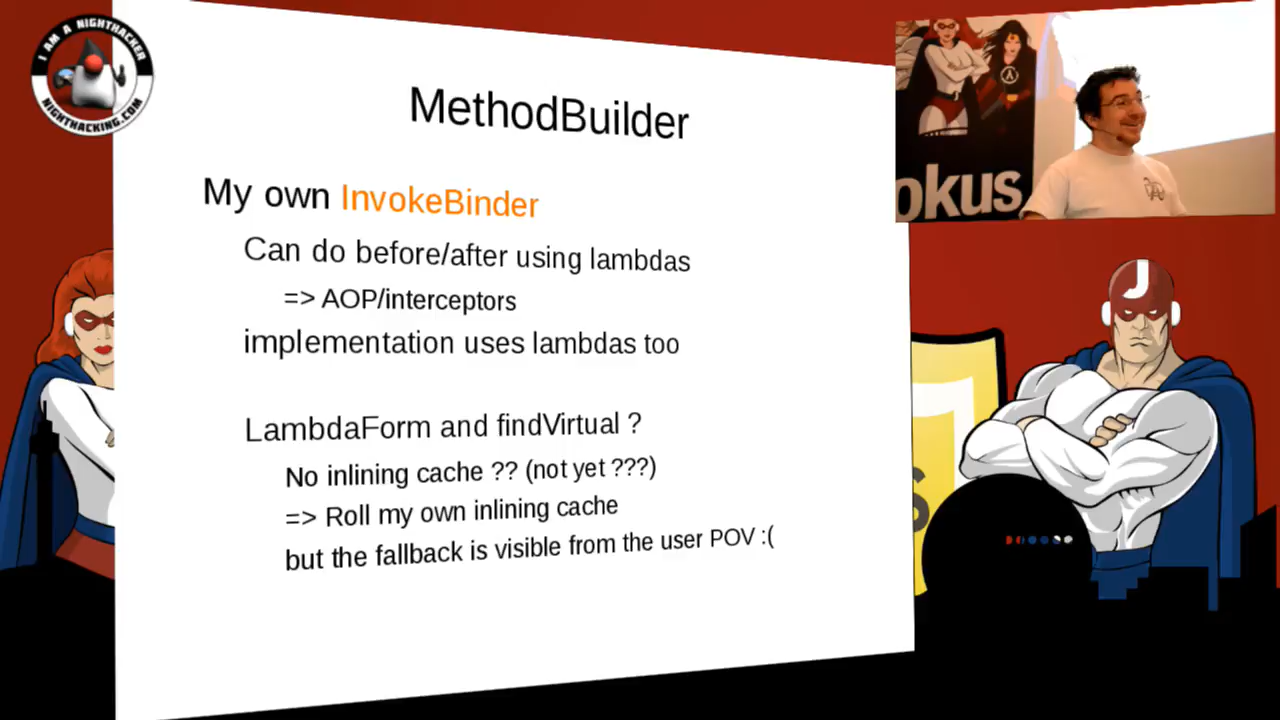 I AM A NIGHTHACKER
NIGHTHACKING.COM
MethodBuilder
My own InvokeBinder
Can do before/after using lambdas
=> AOP/interceptors
implementation uses lambdas too
LambdaForm and findVirtual ?
No inlining cache ?? (not yet ???)
=> Roll my own inlining cache
but the fallback is visible from the user POV :(
okus
J